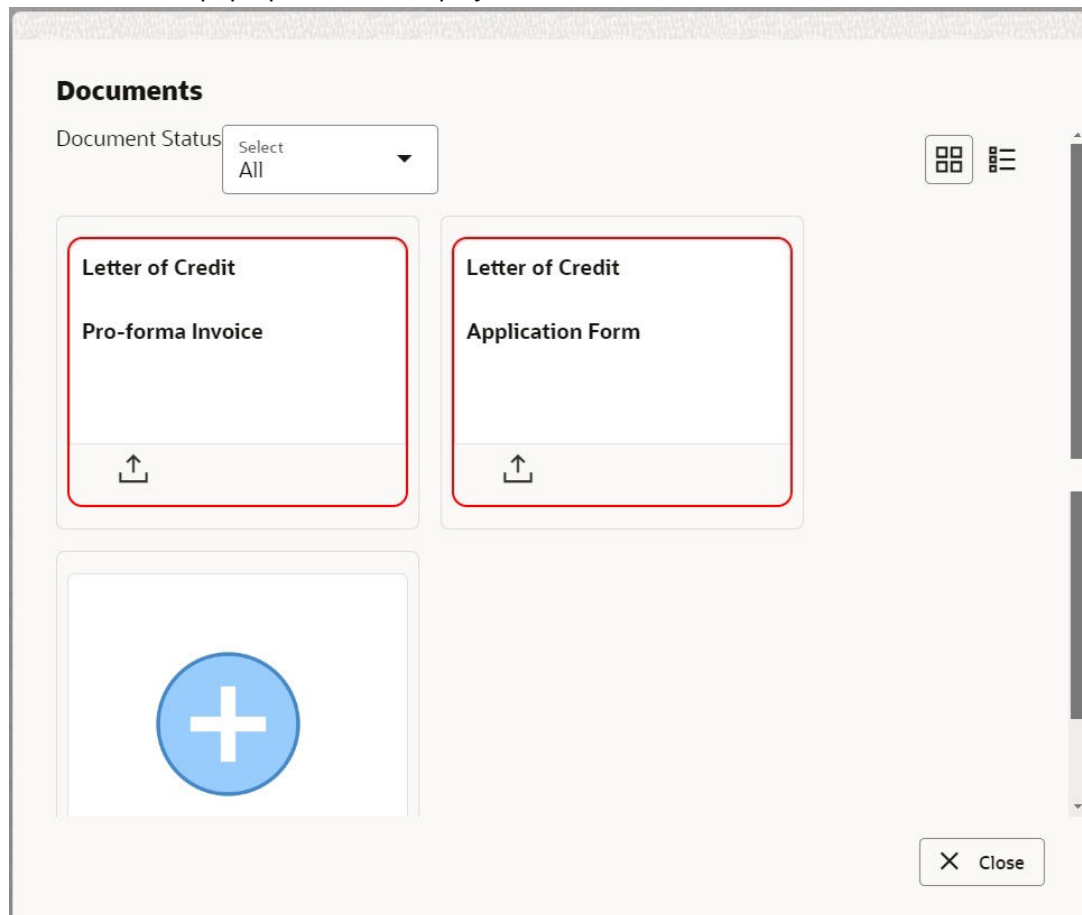 Documents
Document Status
Select
All
Letter of Credit
Pro-forma Invoice
Letter of Credit
Application Form
Close